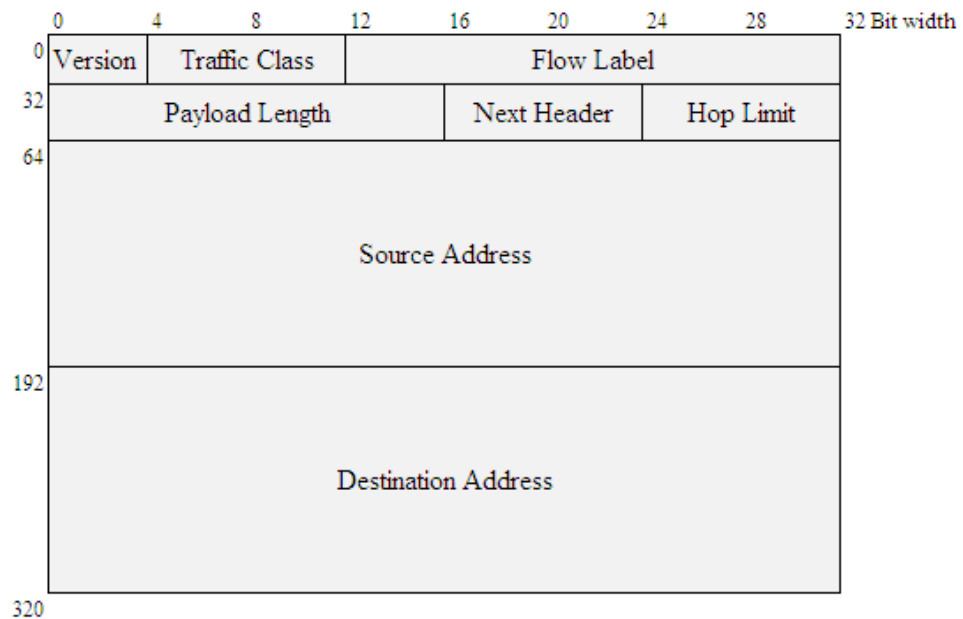 0 4 8 12 16 20 24 28 32 Bit width
0 Version Traffic Class Flow Label
32 Payload Length Next Header Hop Limit
64
Source Address
192
Destination Address
320